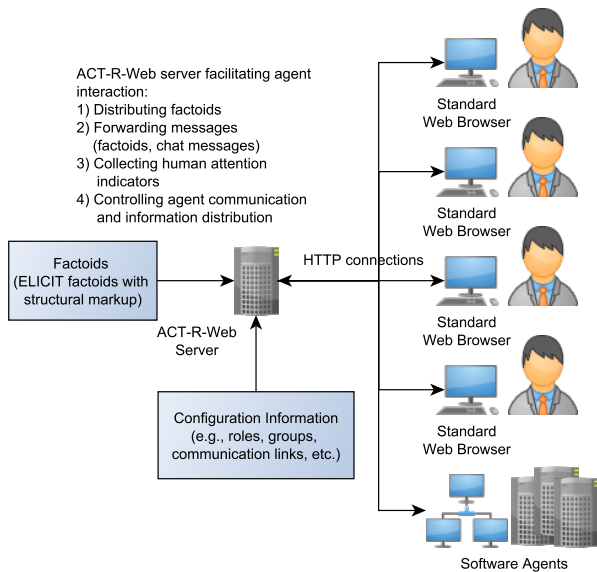 ACT-R-Web server facilitating agent
interaction:
1) Distributing factoids
2) Forwarding messages
(factoids, chat messages)
3) Collecting human attention
indicators
4) Controlling agent communication
and information distribution
Standard
Web Browser
Standard
Web Browser
Factoids
(ELICIT factoids with
structural markup)
HTTP connections
ACT-R-Web
Server
Standard
Web Browser
Configuration Information
(e.g., roles, groups,
communication links, etc.)
Standard
Web Browser
Software Agents